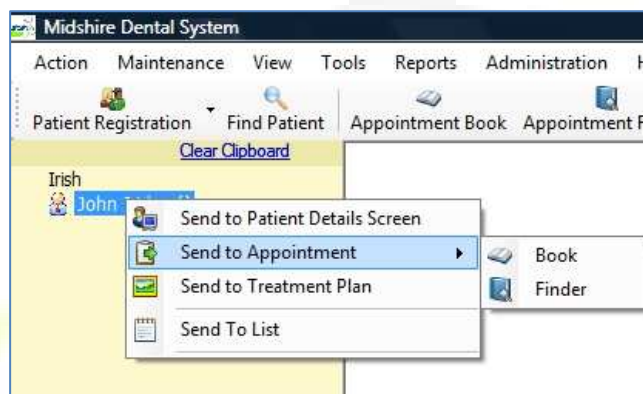 Midshire Dental System
Action Maintenance View Tools Reports Administration
Patient Registration Find Patient Appointment Book Appointment
Clear Clipboard
Irish
John
Send to Patient Details Screen
Send to Appointment
Book
Send to Treatment Plan
Finder
Send To List